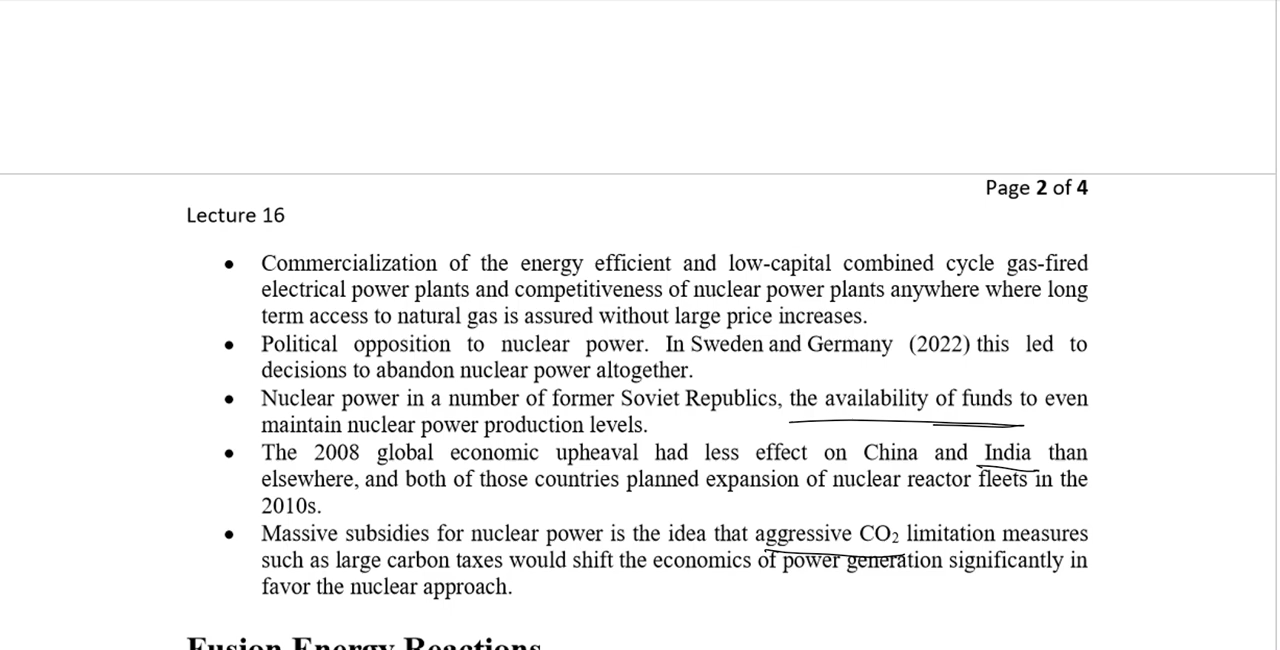 Page 2 of 4
Lecture 16
• Commercialization of the energy efficient and low-capital combined cycle gas-fired
electrical power plants and competitiveness of nuclear power plants anywhere where long
term access to natural gas is assured without large price increases.
• Political opposition to nuclear power. In Sweden and Germany (2022) this led to
decisions to abandon nuclear power altogether.
• Nuclear power in a number of former Soviet Republics, the availability of funds to even
maintain nuclear power production levels.
• The 2008 global economic upheaval had less effect on China and India than
elsewhere, and both of those countries planned expansion of nuclear reactor fleets in the
2010s.
• Massive subsidies for nuclear power is the idea that aggressive CO₂ limitation measures
such as large carbon taxes would shift the economics of power generation significantly in
favor the nuclear approach.
Fusion Energy Reactions